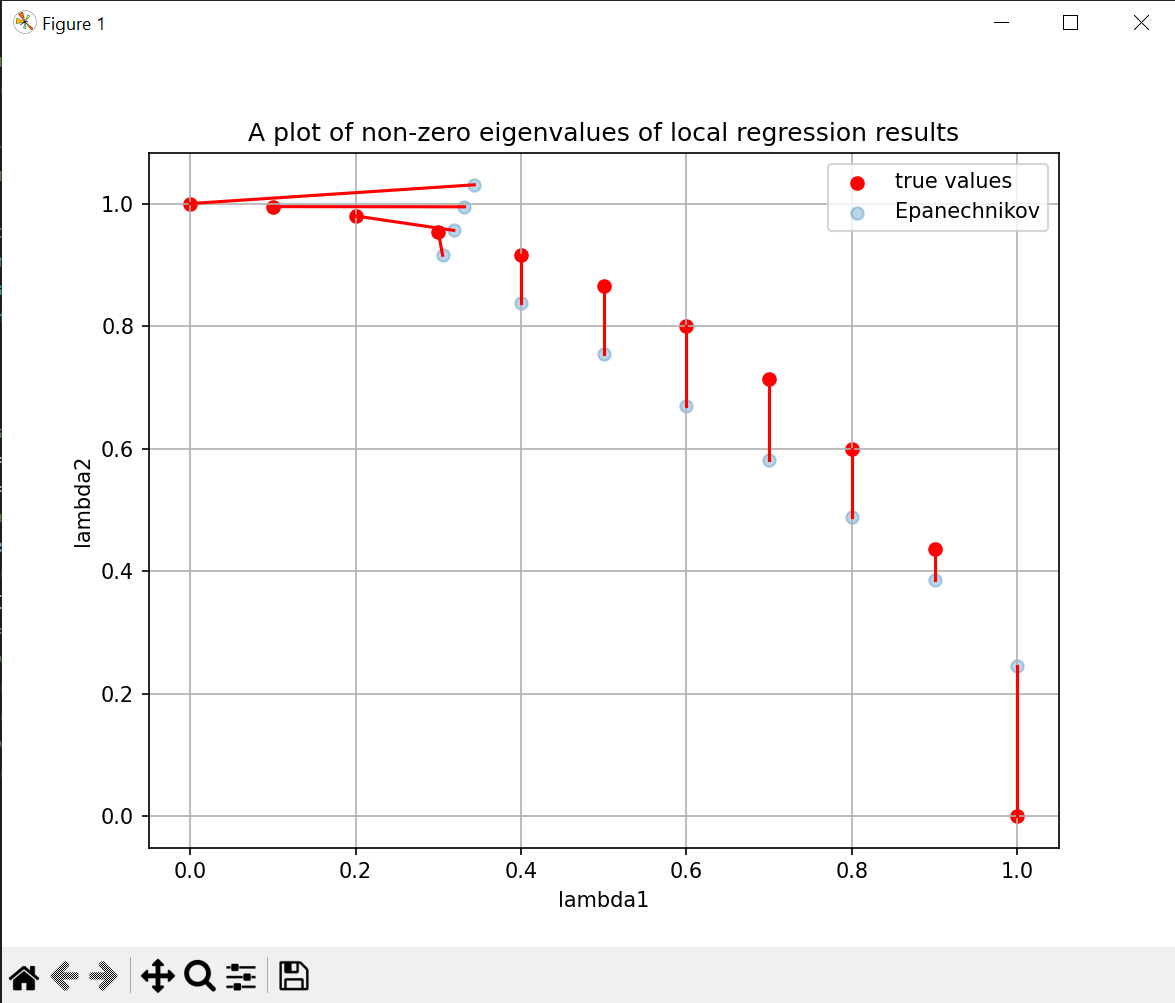 Figure 1
A plot of non-zero eigenvalues of local regression results
true values
Epanechnikov
lambda2
1.0
0.8
0.6
0.4
0.2
0.0
0.0 0.2 0.4 0.6 0.8 1.0
lambda1